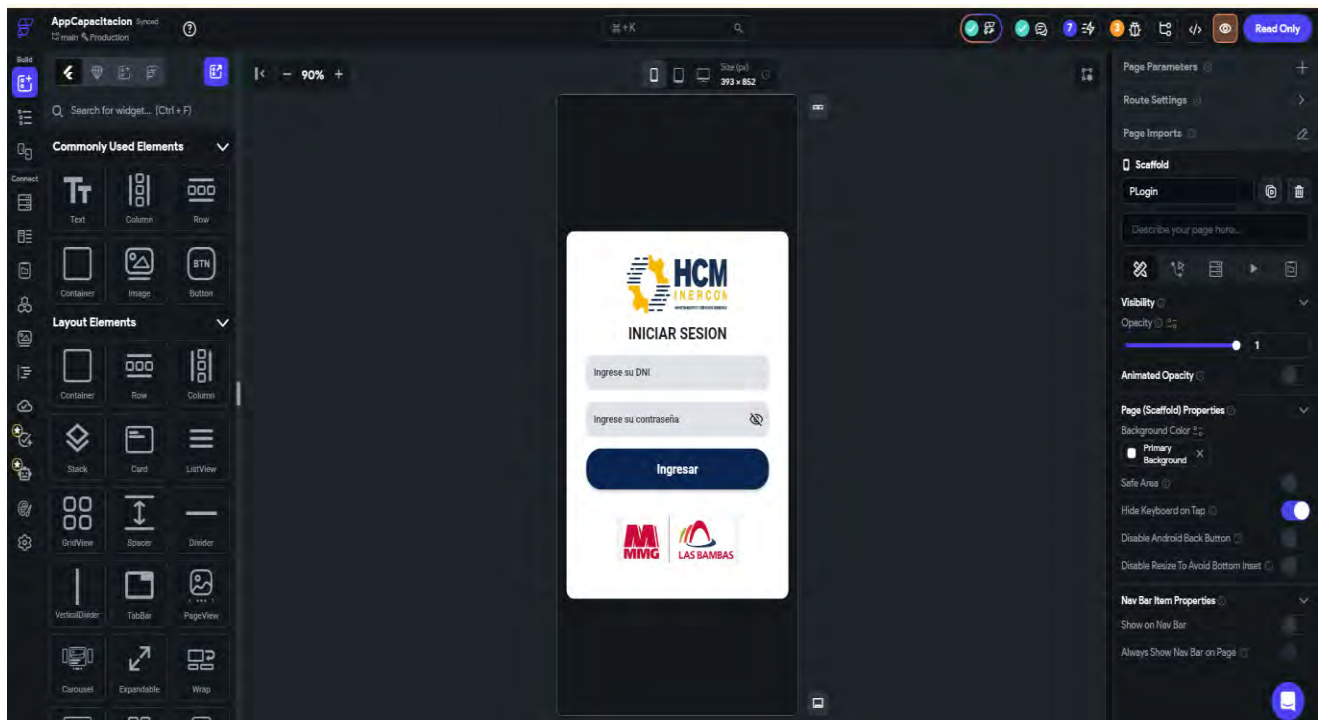 AppCapacitacion Synced
main Production
⌘+K
7
3
Read Only
Build
Connect
90%
Size (px)
393 × 852
Search for widget... (Ctrl + F)
Commonly Used Elements
Text
Column
Row
BTN
Container
Image
Button
Layout Elements
Container
Row
Column
Stack
Card
ListView
GridView
Spacer
Divider
VerticalDivider
TabBar
PageView
Carousel
Expandable
Wrap
HCM
INERCON
INICIAR SESION
Ingrese su DNI
Ingrese su contraseña
Ingresar
MMG
LAS BAMBAS
Page Parameters
Route Settings
Page Imports
Scaffold
PLogin
Describe your page here...
Visibility
Opacity
1
Animated Opacity
Page (Scaffold) Properties
Background Color
Primary
Background
Safe Area
Hide Keyboard on Tap
Disable Android Back Button
Disable Resize To Avoid Bottom Inset
Nav Bar Item Properties
Show on Nav Bar
Always Show Nav Bar on Page